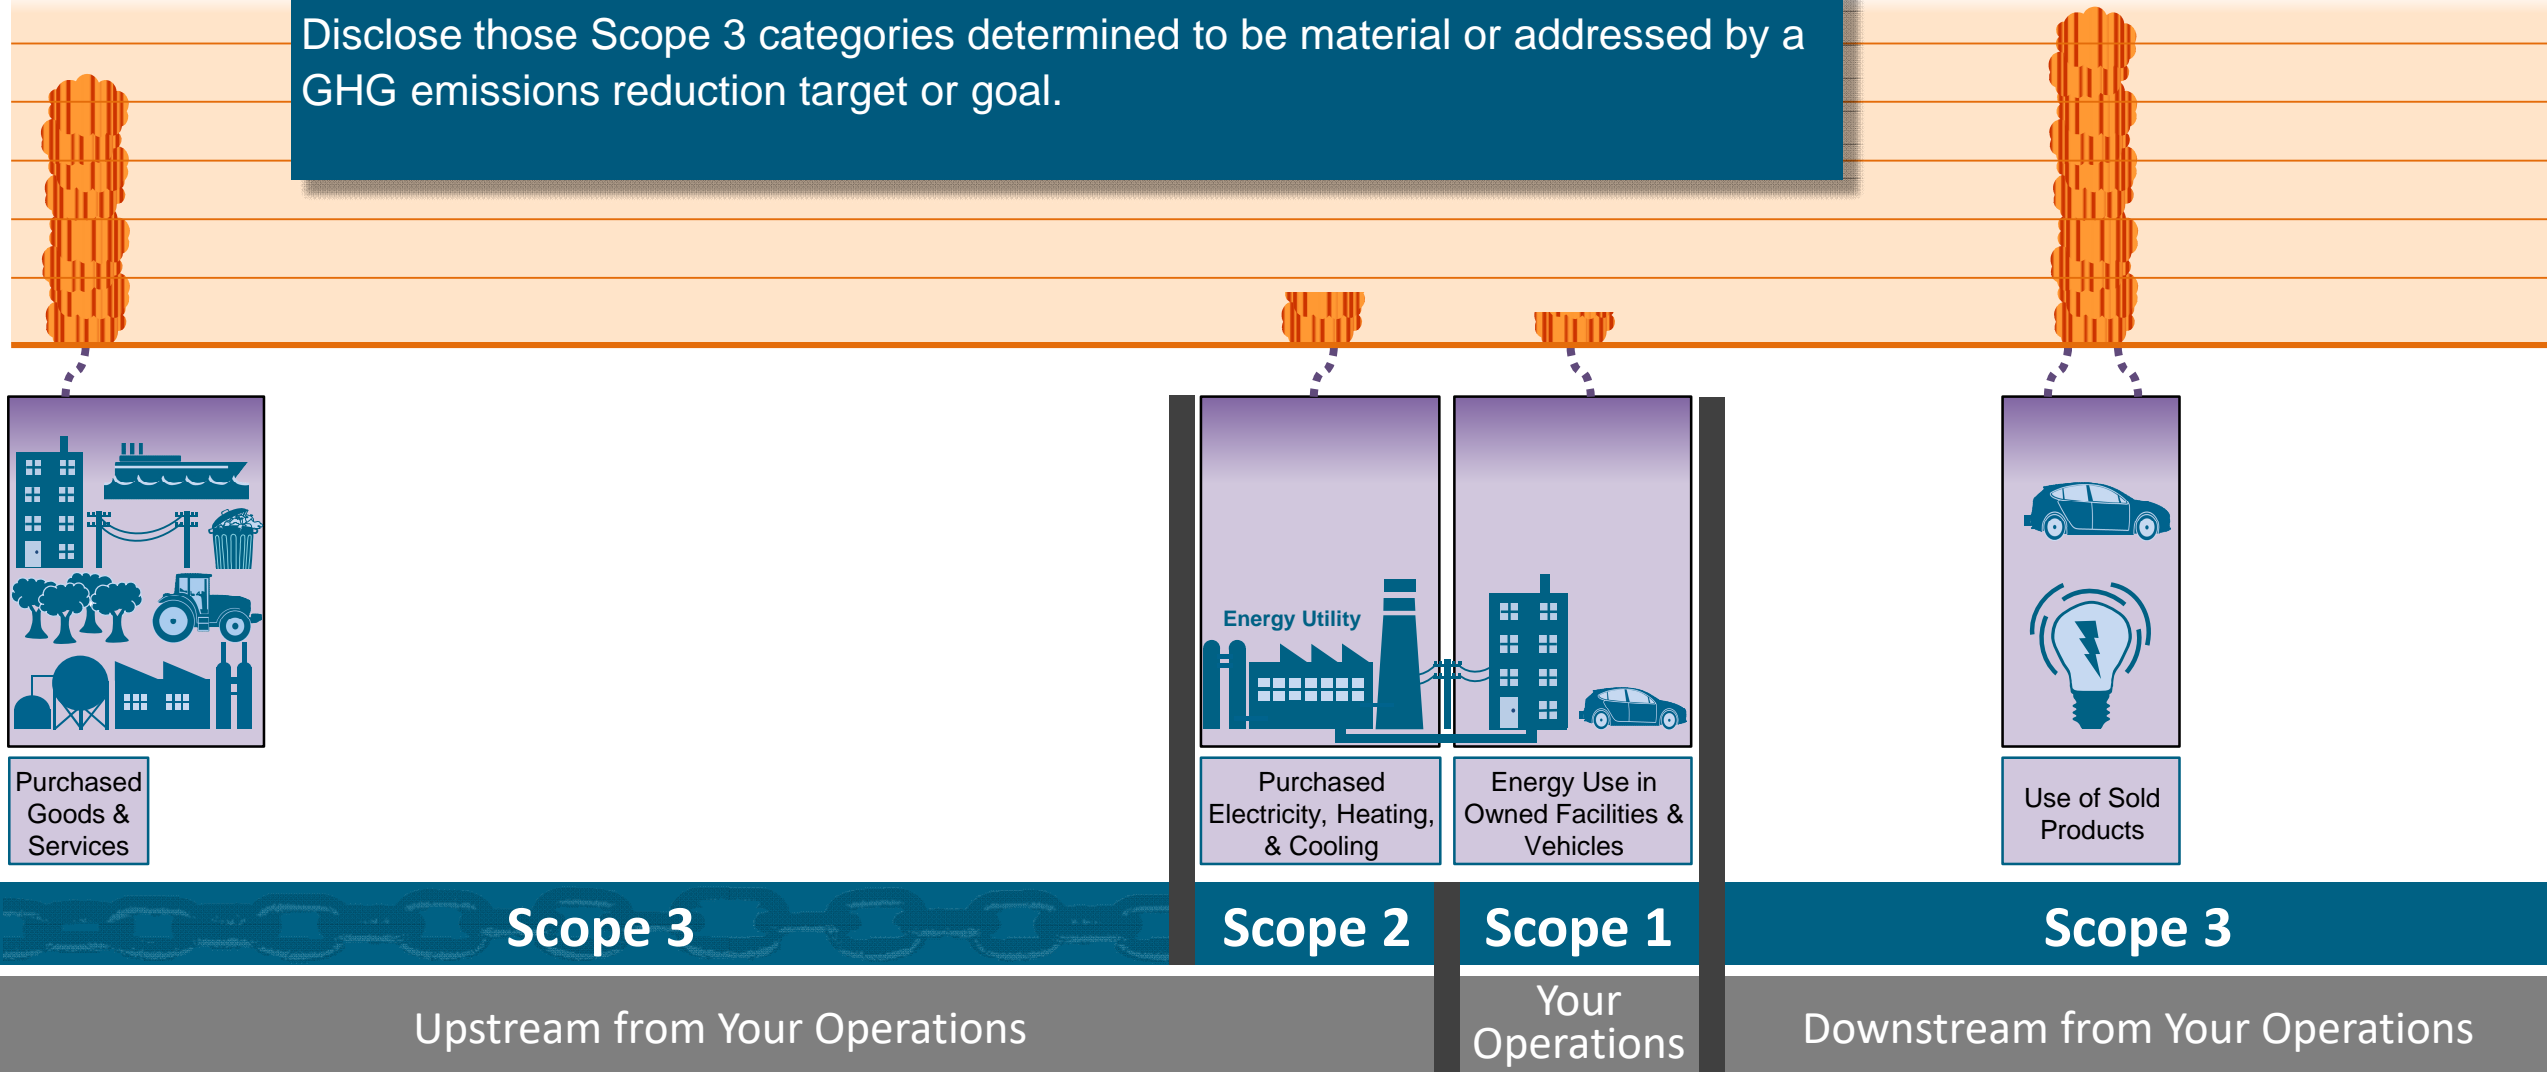 Disclose those Scope 3 categories determined to be material or addressed by a
GHG emissions reduction target or goal.
Energy Utility
Purchased
Goods &
Services
Purchased
Electricity, Heating,
& Cooling
Energy Use in
Owned Facilities &
Vehicles
Use of Sold
Products
Scope 3
Scope 2
Scope 1
Scope 3
Upstream from Your Operations
Your
Operations
Downstream from Your Operations